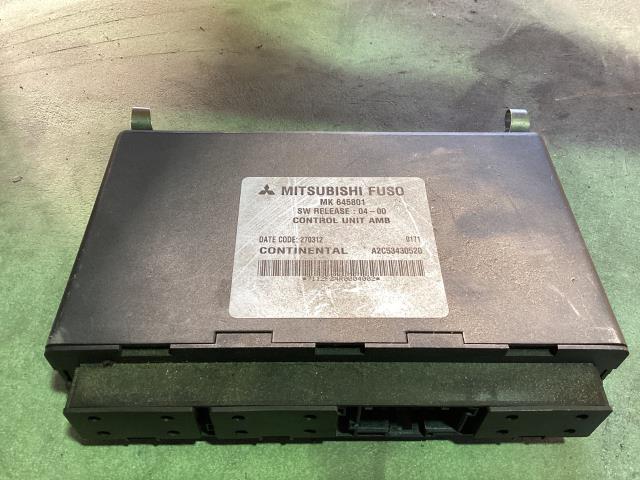 MITSUBISHI FUSO
MK 645801
SW RELEASE : 04-00
CONTROL UNIT AMB
DATE CODE: 270312 0171
CONTINENTAL A2C53430520